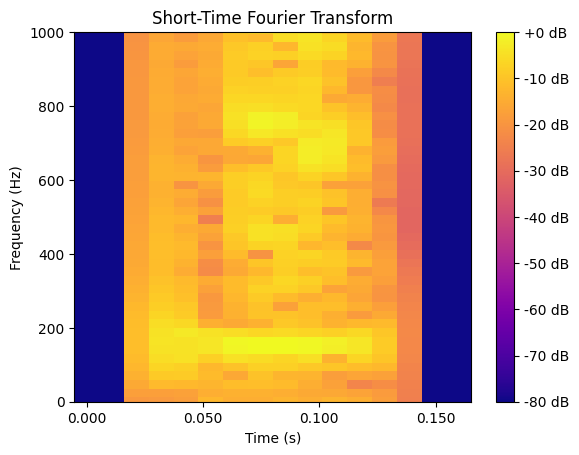 Short-Time Fourier Transform
1000
800
600
400
200
0
Frequency (Hz)
0.000
0.050
0.100
0.150
Time (s)
+0 dB
-10 dB
-20 dB
-30 dB
-40 dB
-50 dB
-60 dB
-70 dB
-80 dB